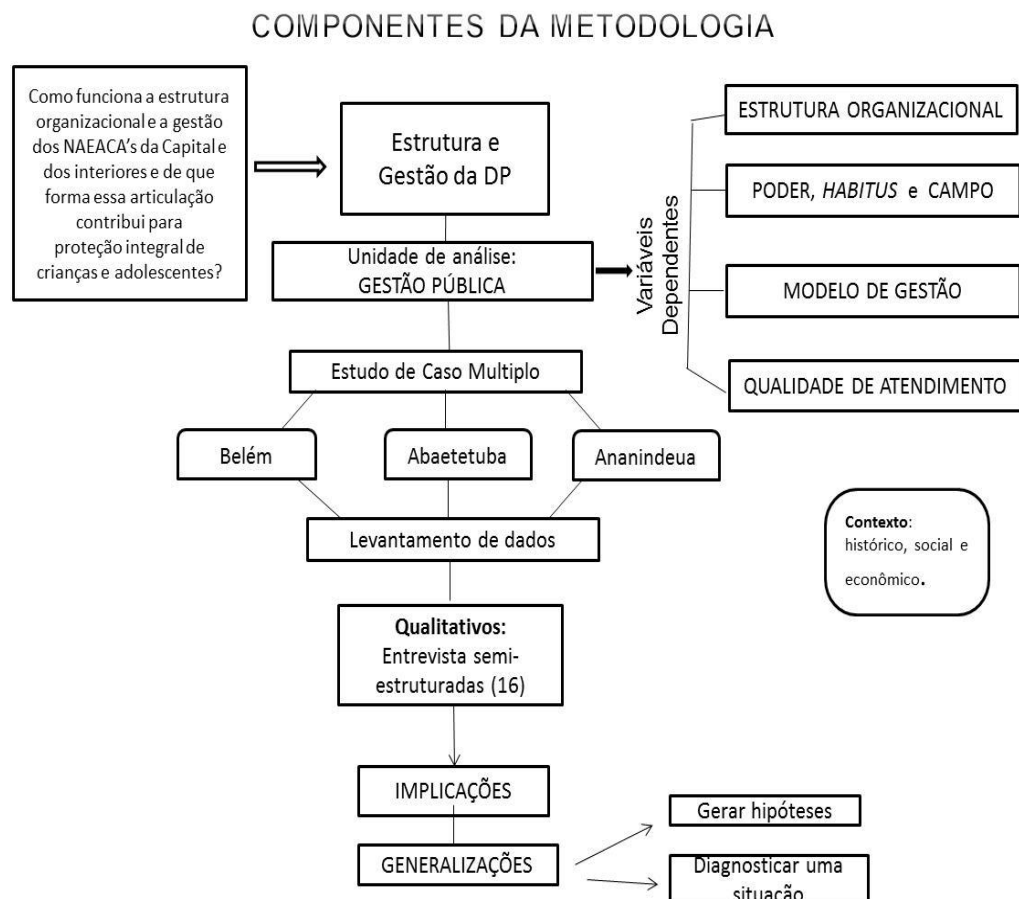 COMPONENTES DA METODOLOGIA
Como funciona a estrutura
organizacional e a gestão
dos NAEACA's da Capital e
dos interiores e de que
forma essa articulação
contribui para
proteção integral de
crianças e adolescentes?
Estrutura e
Gestão da DP
Unidade de análise:
GESTÃO PÚBLICA
Variáveis
Dependentes
ESTRUTURA ORGANIZACIONAL
PODER, HABITUS e CAMPO
MODELO DE GESTÃO
QUALIDADE DE ATENDIMENTO
Estudo de Caso Multiplo
Belém
Abaetetuba
Ananindeua
Levantamento de dados
Contexto:
histórico, social e
econômico.
Qualitativos:
Entrevista semi-
estruturadas (16)
IMPLICAÇÕES
GENERALIZAÇÕES
Gerar hipóteses
Diagnosticar uma
situação